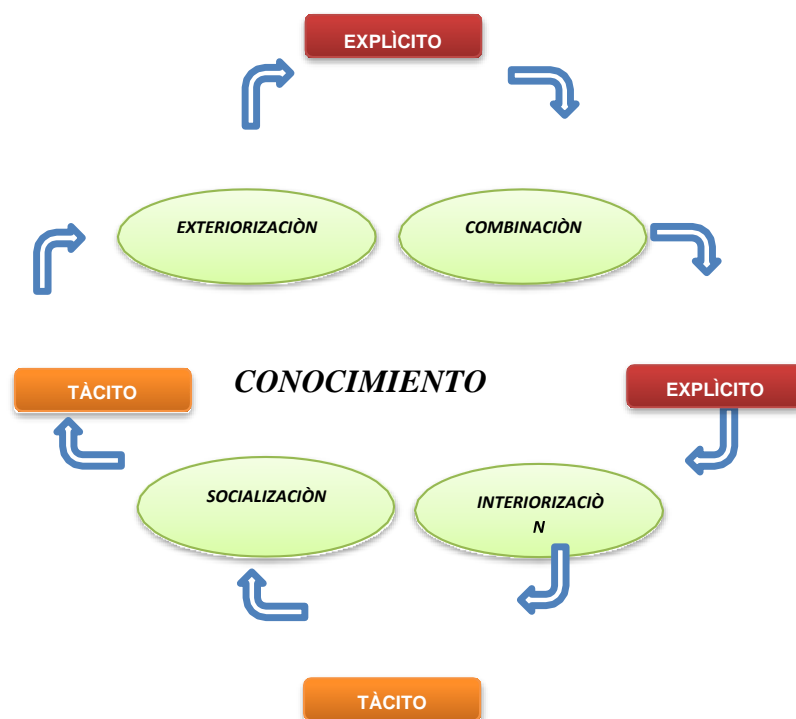 EXPLÌCITO
EXTERIORIZACIÒN
COMBINACIÒN
TÀCITO
CONOCIMIENTO
EXPLÌCITO
SOCIALIZACIÒN
INTERIORIZACIÒ
N
TÀCITO